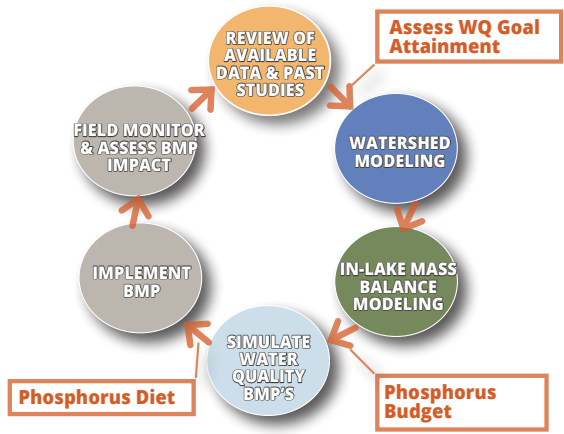 REVIEW OF
AVAILABLE
DATA & PAST
STUDIES
Assess WQ Goal
Attainment
WATERSHED
MODELING
IN-LAKE MASS
BALANCE
MODELING
Phosphorus
Budget
SIMULATE
WATER
QUALITY
BMP'S
Phosphorus Diet
IMPLEMENT
BMP
FIELD MONITOR
& ASSESS BMP
IMPACT